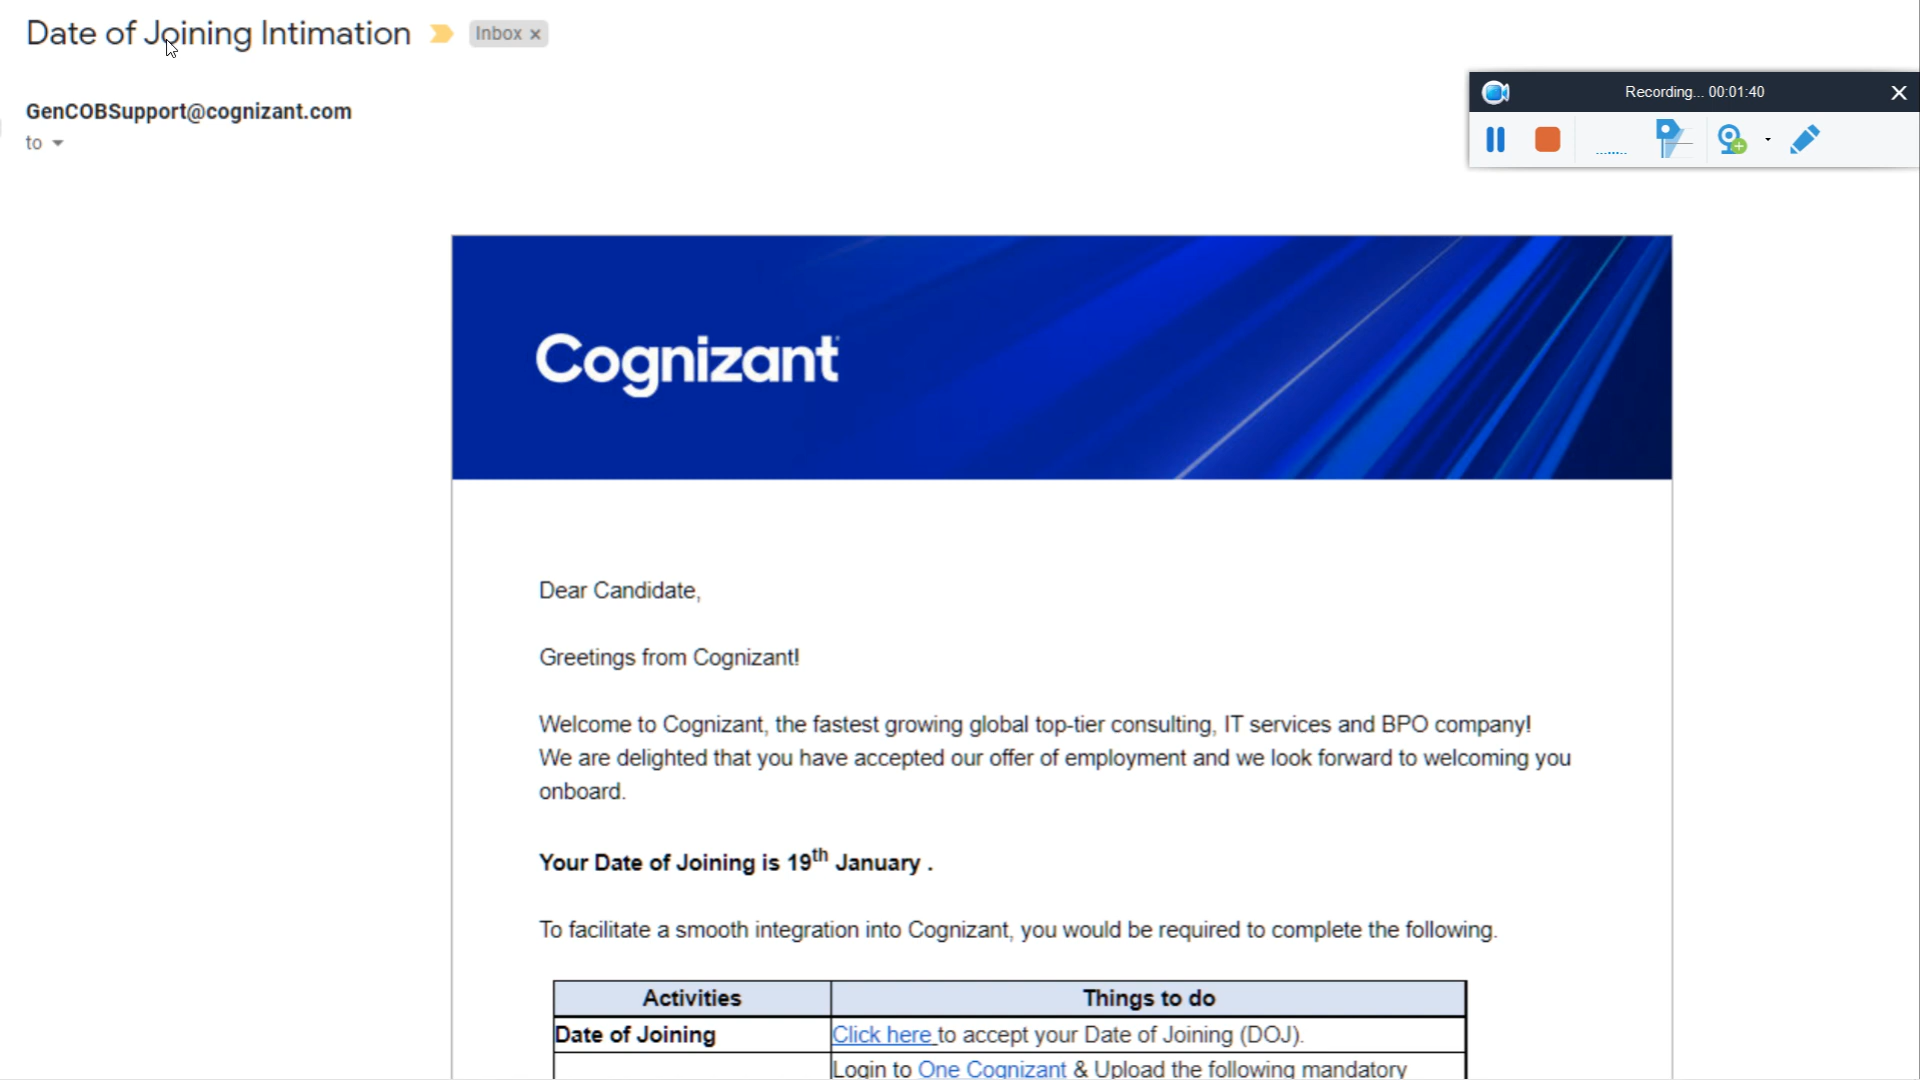 Date of Joining Intimation
Inbox ×
GenCOBSupport@cognizant.com
to
Recording... 00:01:40
Cognizant
Dear Candidate,
Greetings from Cognizant!
Welcome to Cognizant, the fastest growing global top-tier consulting, IT services and BPO company!
We are delighted that you have accepted our offer of employment and we look forward to welcoming you
onboard.
Your Date of Joining is 19th January .
To facilitate a smooth integration into Cognizant, you would be required to complete the following.
Activities Things to do
Date of Joining Click here to accept your Date of Joining (DOJ).
Login to One Cognizant & Upload the following mandatory